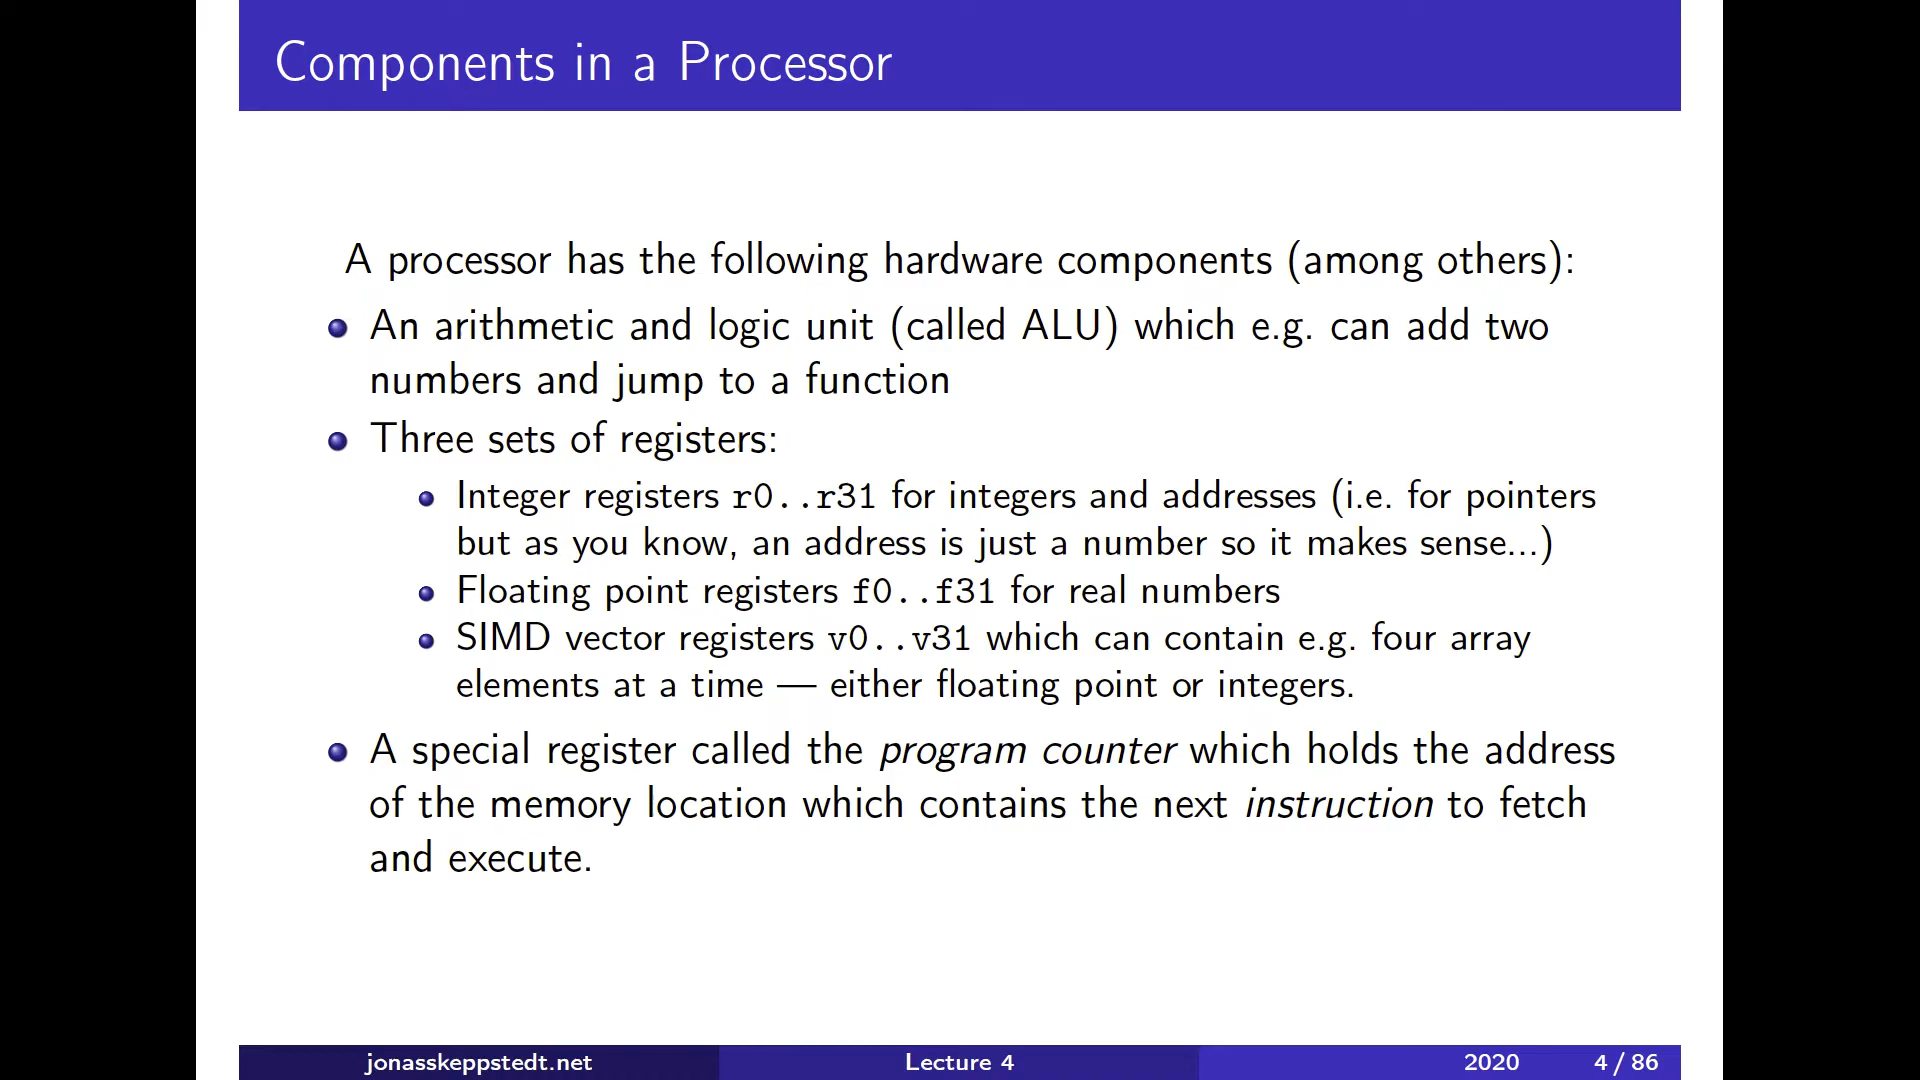 Components in a Processor
A processor has the following hardware components (among others):
An arithmetic and logic unit (called ALU) which e.g. can add two
numbers and jump to a function
Three sets of registers:
Integer registers r0..r31 for integers and addresses (i.e. for pointers
but as you know, an address is just a number so it makes sense...)
Floating point registers f0..f31 for real numbers
SIMD vector registers v0..v31 which can contain e.g. four array
elements at a time — either floating point or integers.
A special register called the program counter which holds the address
of the memory location which contains the next instruction to fetch
and execute.
jonasskeppstedt.net Lecture 4 2020 4 / 86